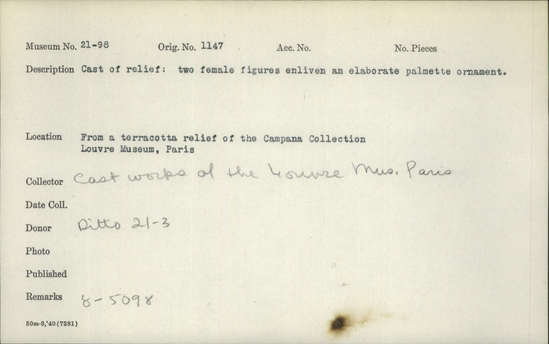 Museum No. 21-98 Orig. No. 1147 Acc. No. No. Pieces
Description Cast of relief: two female figures enliven an elaborate palmette ornament.
Location From a terracotta relief of the Campana Collection
Louvre Museum, Paris
Collector Cast works of the Louvre Mus. Paris
Date Coll.
Donor Ditto 21-3
Photo
Published
Remarks 8-5098
50m-9,'40(7281)